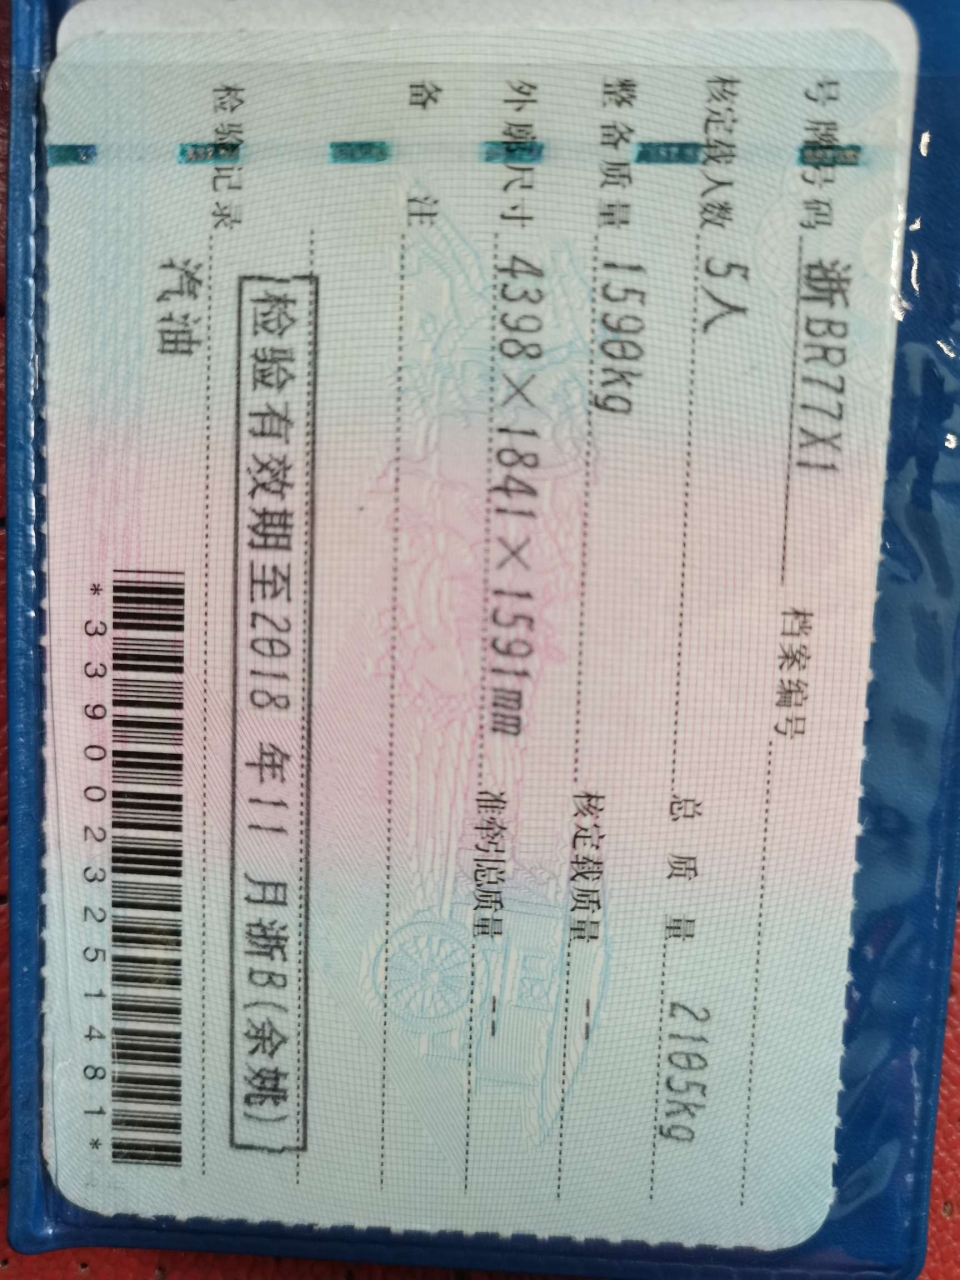 号牌号码 浙BR77X1 档案编号
核定载人数 5人 总质量 2105kg
整备质量 1590kg 核定载质量 --
外廓尺寸 4398×1841×1591mm 准牵引总质量 --
备注
[检验有效期至2018 年11 月浙B(余姚)]
检验记录
汽油
*3390023251481*